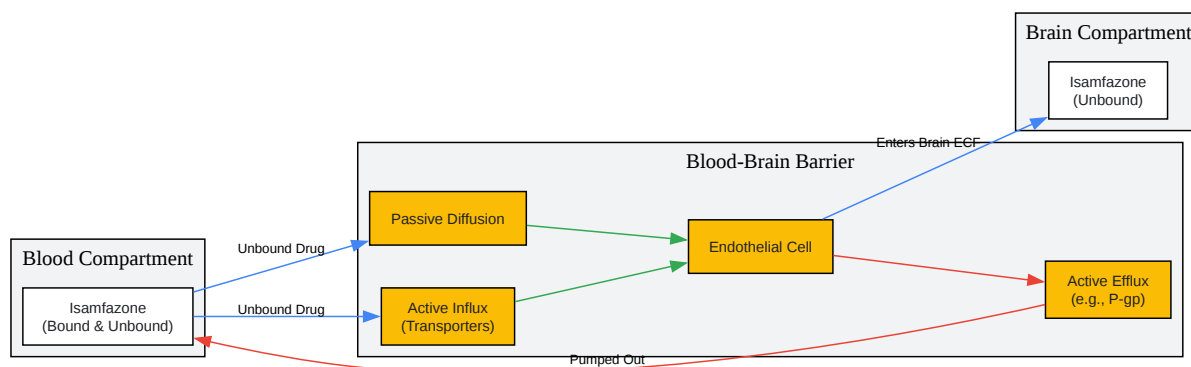 Brain Compartment
Isamfazone
(Unbound)
Enters Brain ECF
Blood-Brain Barrier
Passive Diffusion
Endothelial Cell
Blood Compartment
Unbound Drug
Isamfazone
(Bound & Unbound)
Unbound Drug
Active Influx
(Transporters)
Active Efflux
(e.g., P-gp)
Pumped Out